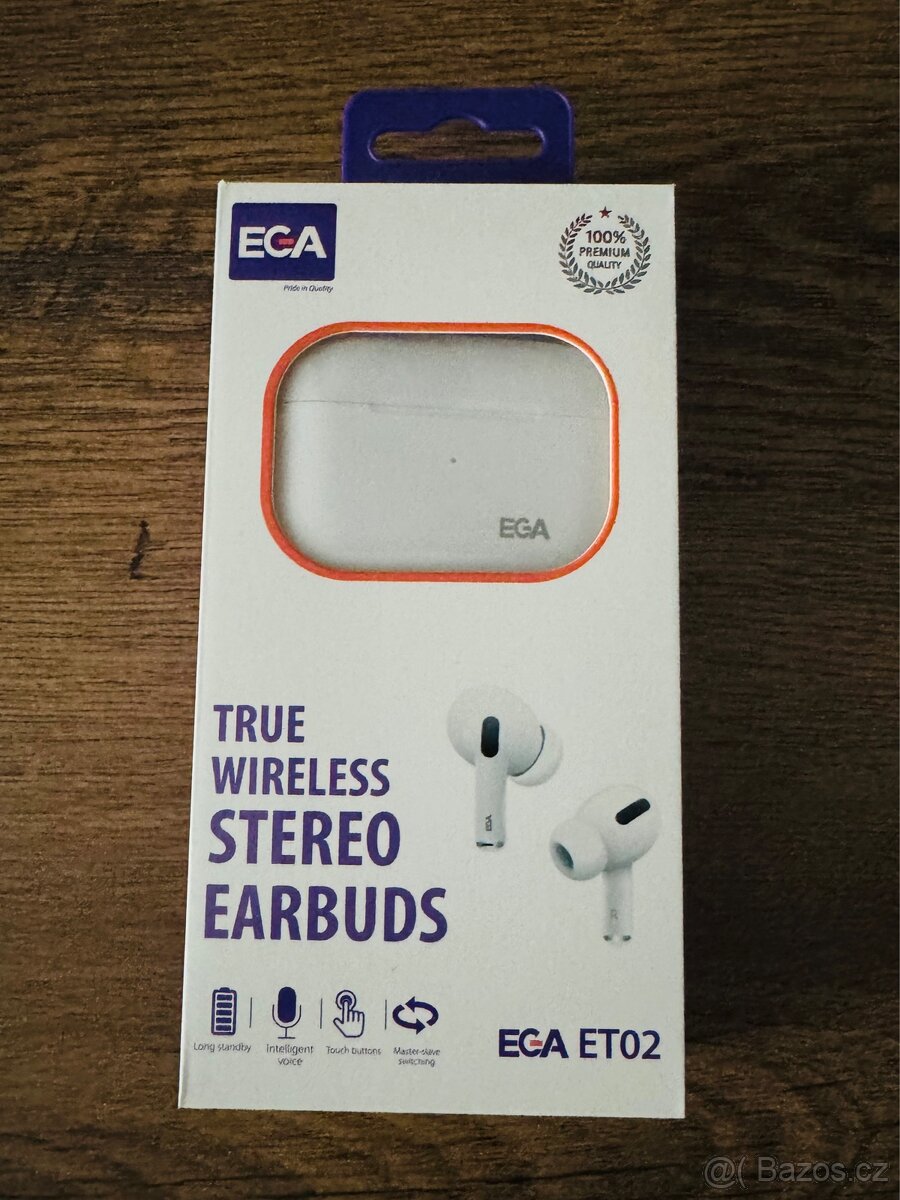 EGA
Pride in Quality
100%
PREMIUM
QUALITY
EGA
TRUE
WIRELESS
STEREO
EARBUDS
EGA
R
Long standby
Intelligent
voice
Touch buttons
Master-slave
switching
EGA ET02
@( Bazos.cz